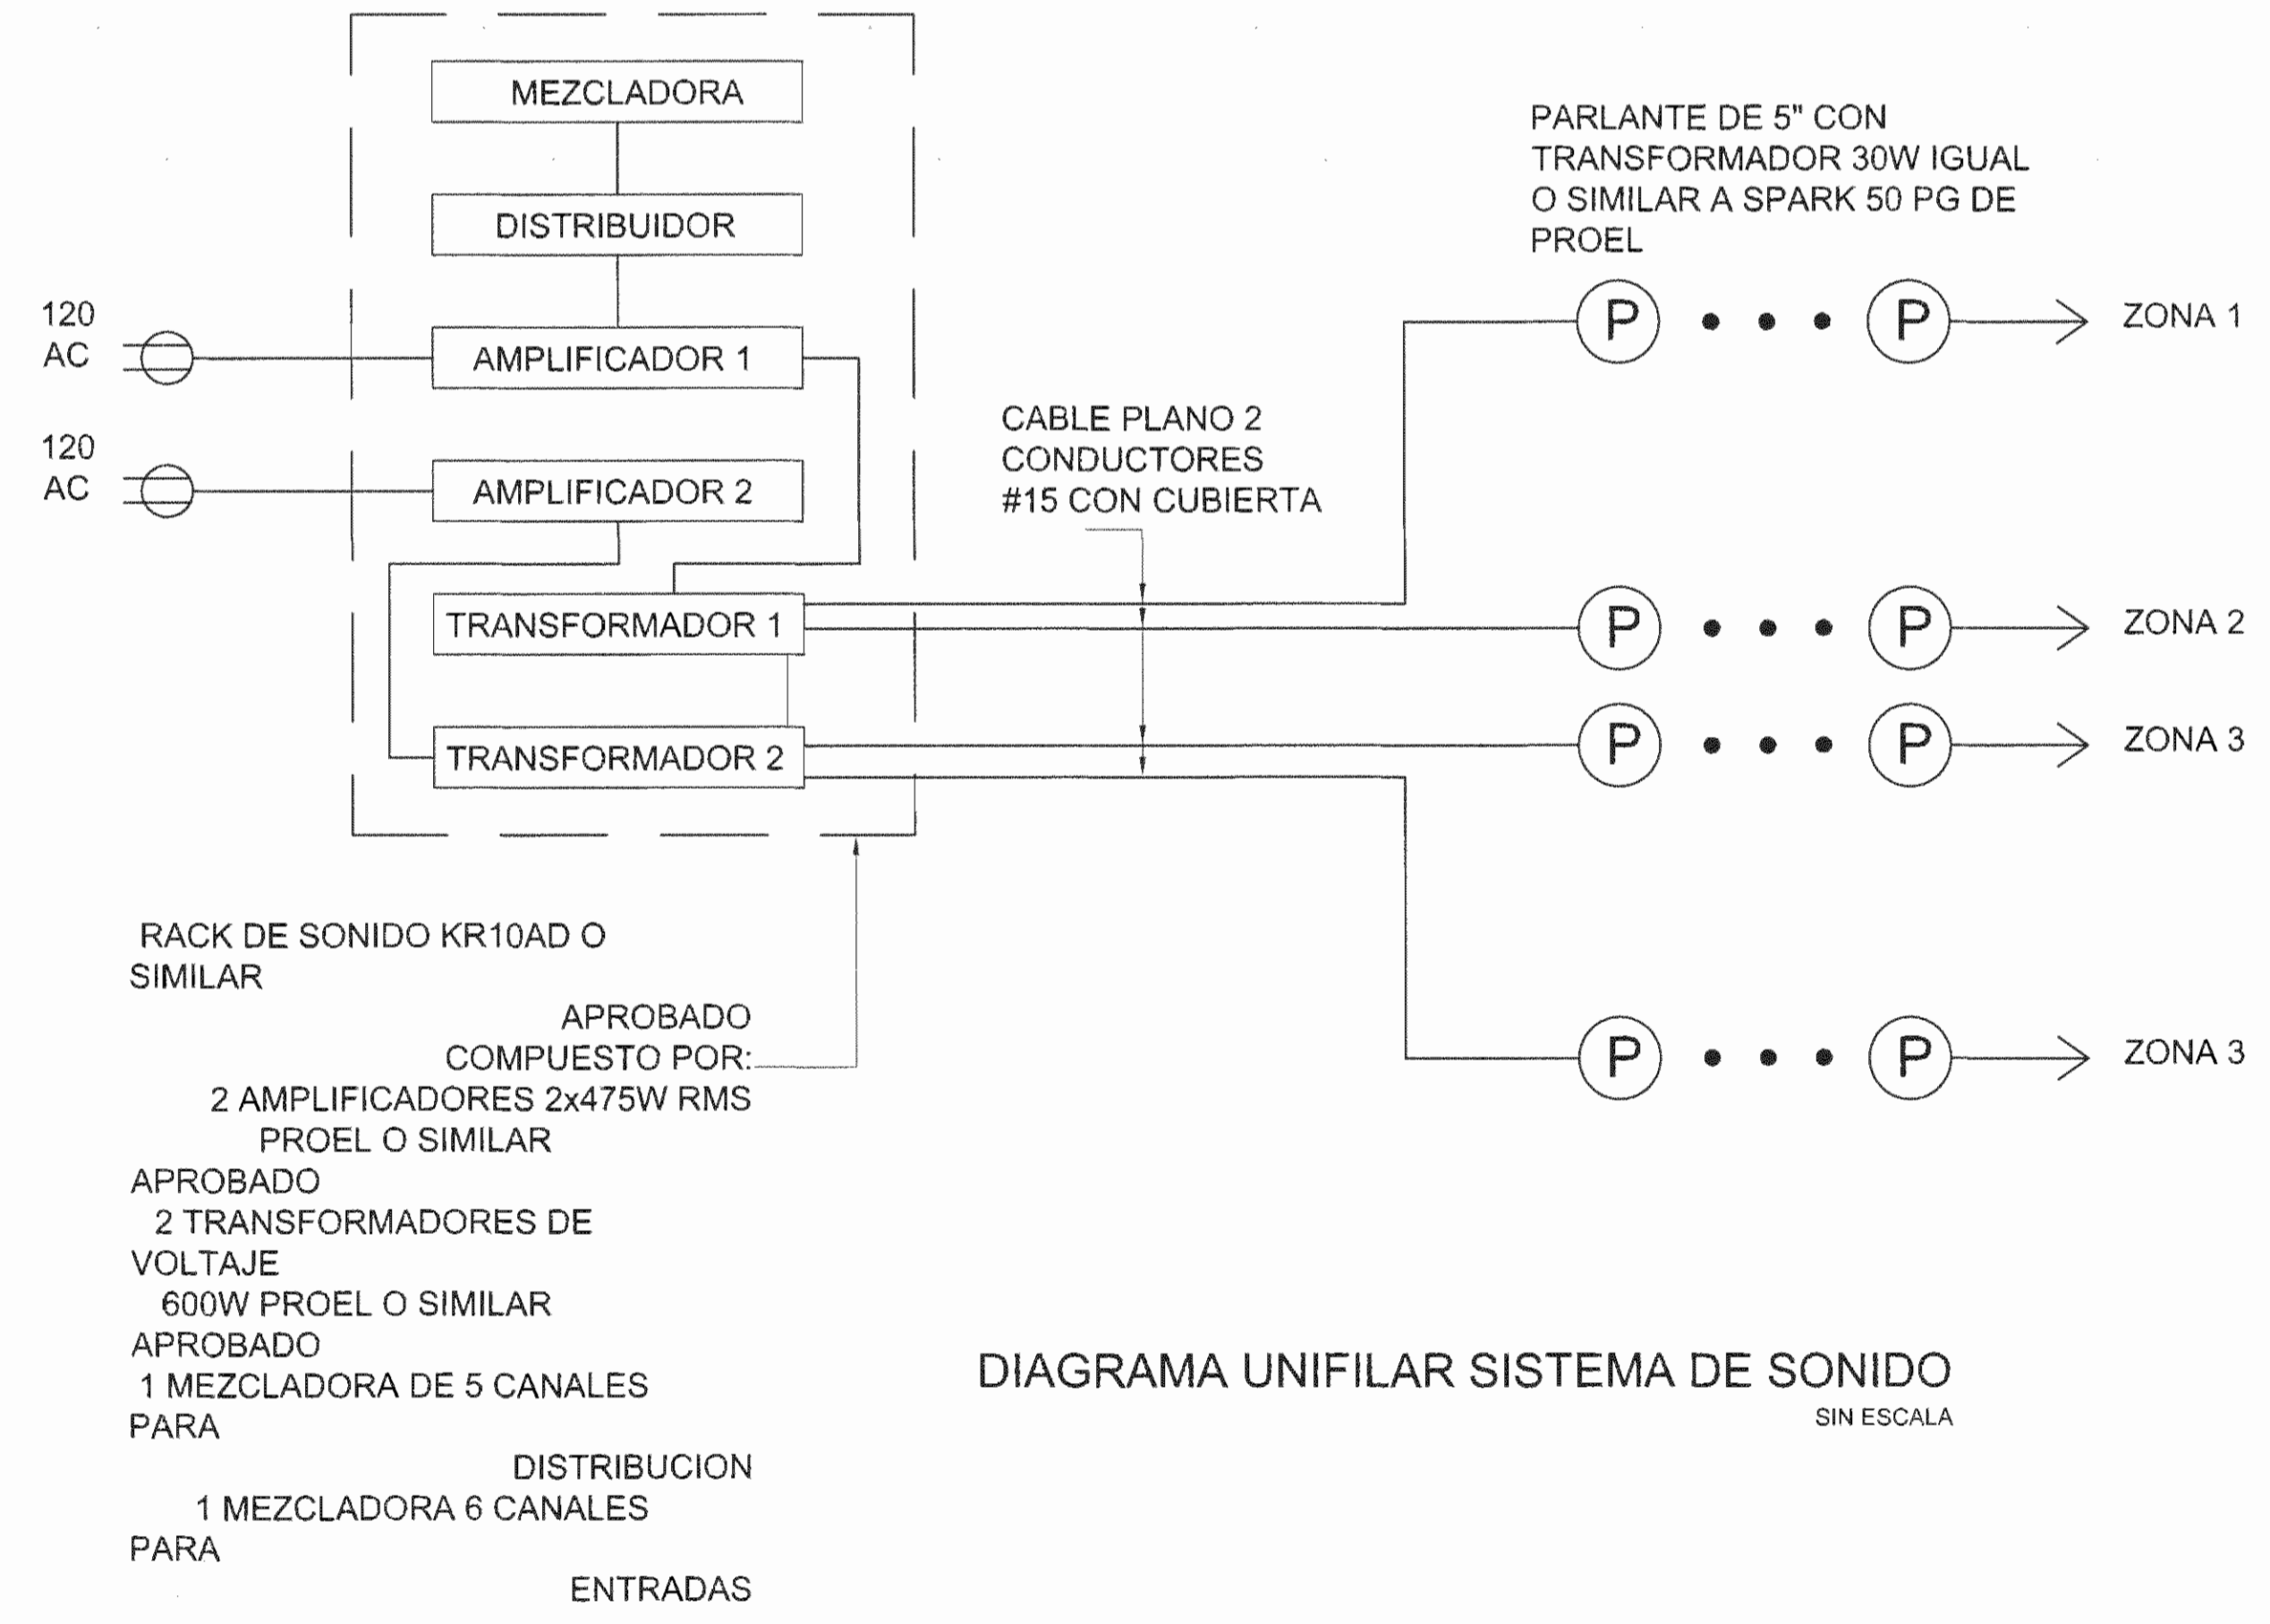 MEZCLADORA
DISTRIBUIDOR
120
AC
AMPLIFICADOR 1
120
AC
AMPLIFICADOR 2
TRANSFORMADOR 1
TRANSFORMADOR 2
CABLE PLANO 2
CONDUCTORES
#15 CON CUBIERTA
PARLANTE DE 5" CON
TRANSFORMADOR 30W IGUAL
O SIMILAR A SPARK 50 PG DE
PROEL
P P ZONA 1
P P ZONA 2
P P ZONA 3
P P ZONA 3
RACK DE SONIDO KR10AD O
SIMILAR
APROBADO
COMPUESTO POR:
2 AMPLIFICADORES 2x475W RMS
PROEL O SIMILAR
APROBADO
2 TRANSFORMADORES DE
VOLTAJE
600W PROEL O SIMILAR
APROBADO
1 MEZCLADORA DE 5 CANALES
PARA
DISTRIBUCION
1 MEZCLADORA 6 CANALES
PARA
ENTRADAS
DIAGRAMA UNIFILAR SISTEMA DE SONIDO
SIN ESCALA